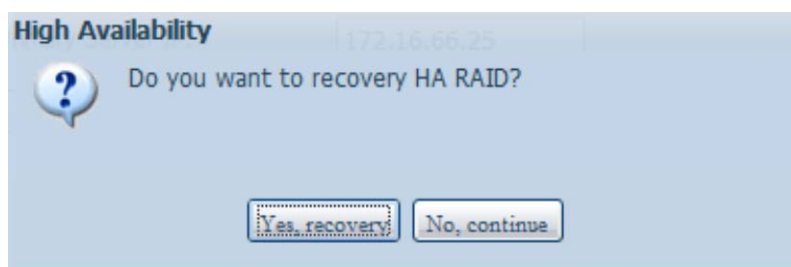 High Availability
172.16.66.25
Do you want to recovery HA RAID?
Yes, recovery
No, continue